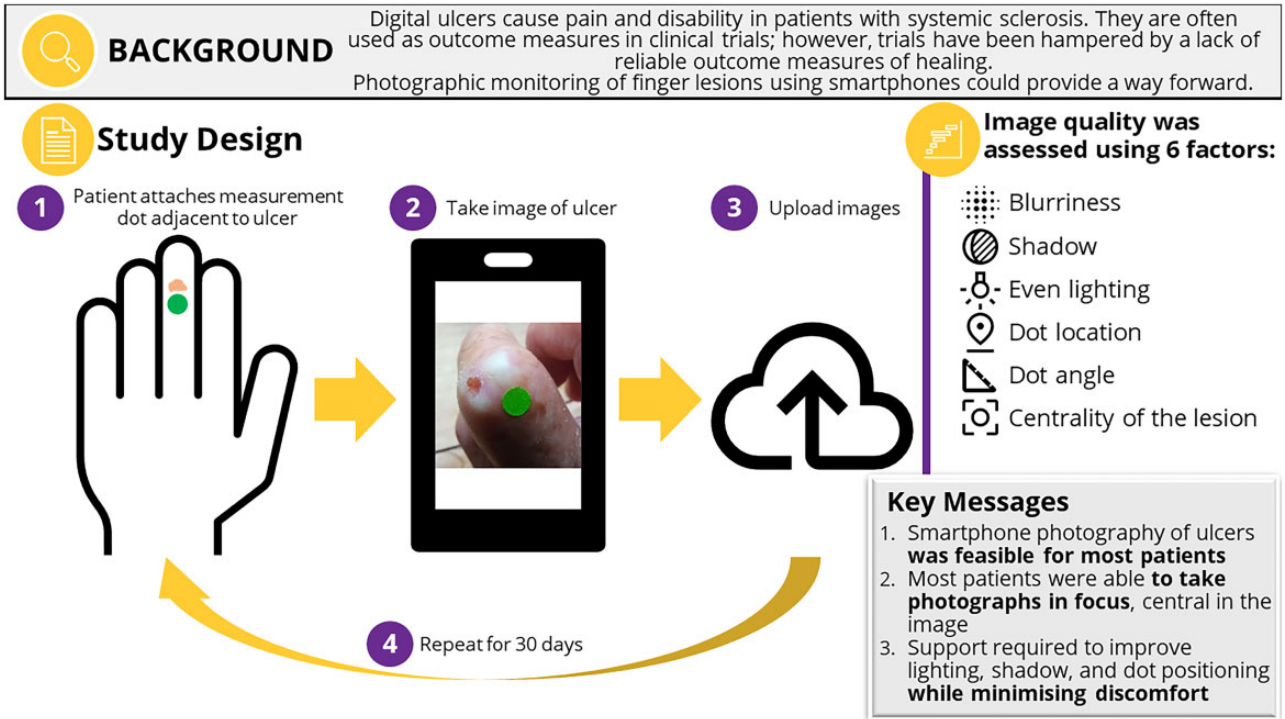 BACKGROUND
Digital ulcers cause pain and disability in patients with systemic sclerosis. They are often
used as outcome measures in clinical trials; however, trials have been hampered by a lack of
reliable outcome measures of healing.
Photographic monitoring of finger lesions using smartphones could provide a way forward.
Study Design
1
Patient attaches measurement
dot adjacent to ulcer
2
Take image of ulcer
3
Upload images
4
Repeat for 30 days
Image quality was
assessed using 6 factors:
Blurriness
Shadow
Even lighting
Dot location
Dot angle
Centrality of the lesion
Key Messages
1. Smartphone photography of ulcers
was feasible for most patients
2. Most patients were able to take
photographs in focus, central in the
image
3. Support required to improve
lighting, shadow, and dot positioning
while minimising discomfort